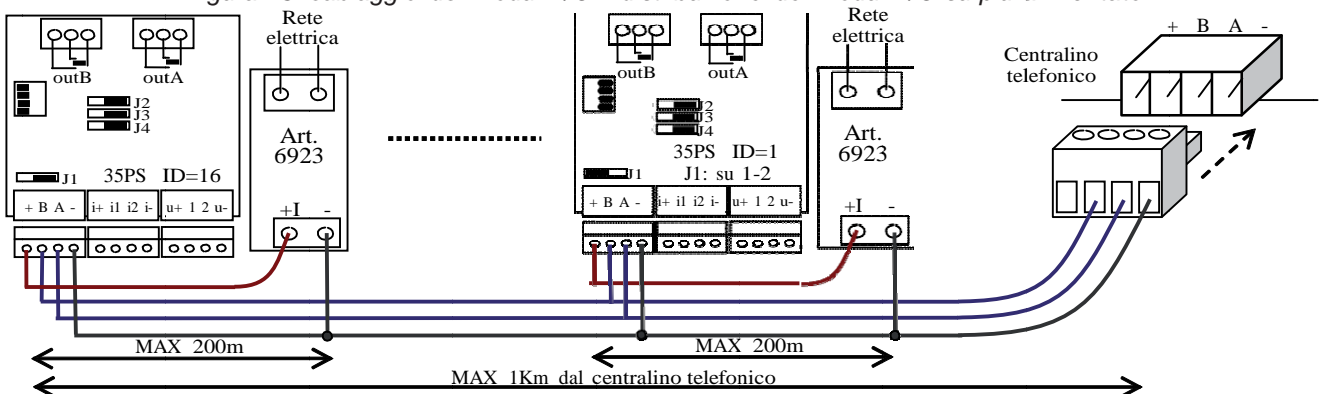 Rete
elettrica
outB
outA
J2
J3
J4
Art.
6923
J1
35PS ID=16
+ B A -
i+ i1 i2 i-
u+ 1 2 u-
+I -
Rete
elettrica
outB
outA
J2
J3
J4
Art.
6923
35PS ID=1
J1
J1: su 1-2
+ B A -
i+ i1 i2 i-
u+ 1 2 u-
+I -
Centralino
telefonico
+ B A -
MAX 200m
MAX 200m
MAX 1Km dal centralino telefonico